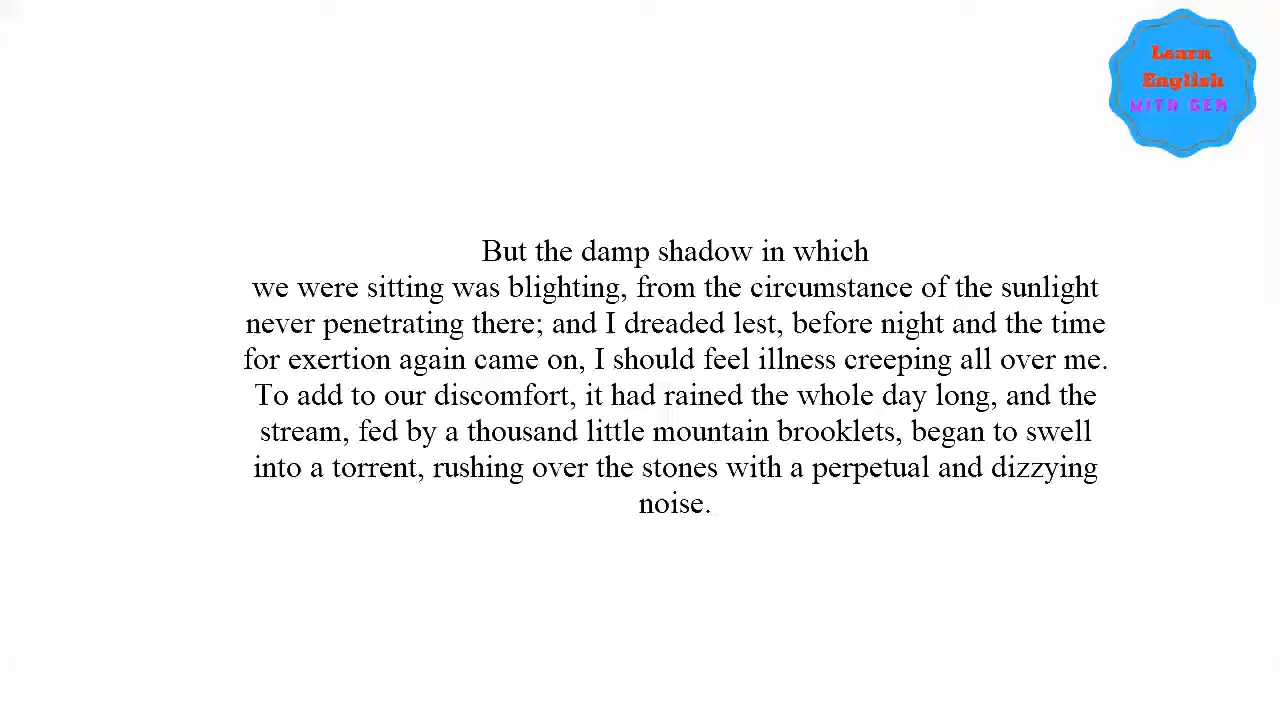 Learn
English
WITH GEM
But the damp shadow in which
we were sitting was blighting, from the circumstance of the sunlight
never penetrating there; and I dreaded lest, before night and the time
for exertion again came on, I should feel illness creeping all over me.
To add to our discomfort, it had rained the whole day long, and the
stream, fed by a thousand little mountain brooklets, began to swell
into a torrent, rushing over the stones with a perpetual and dizzying
noise.